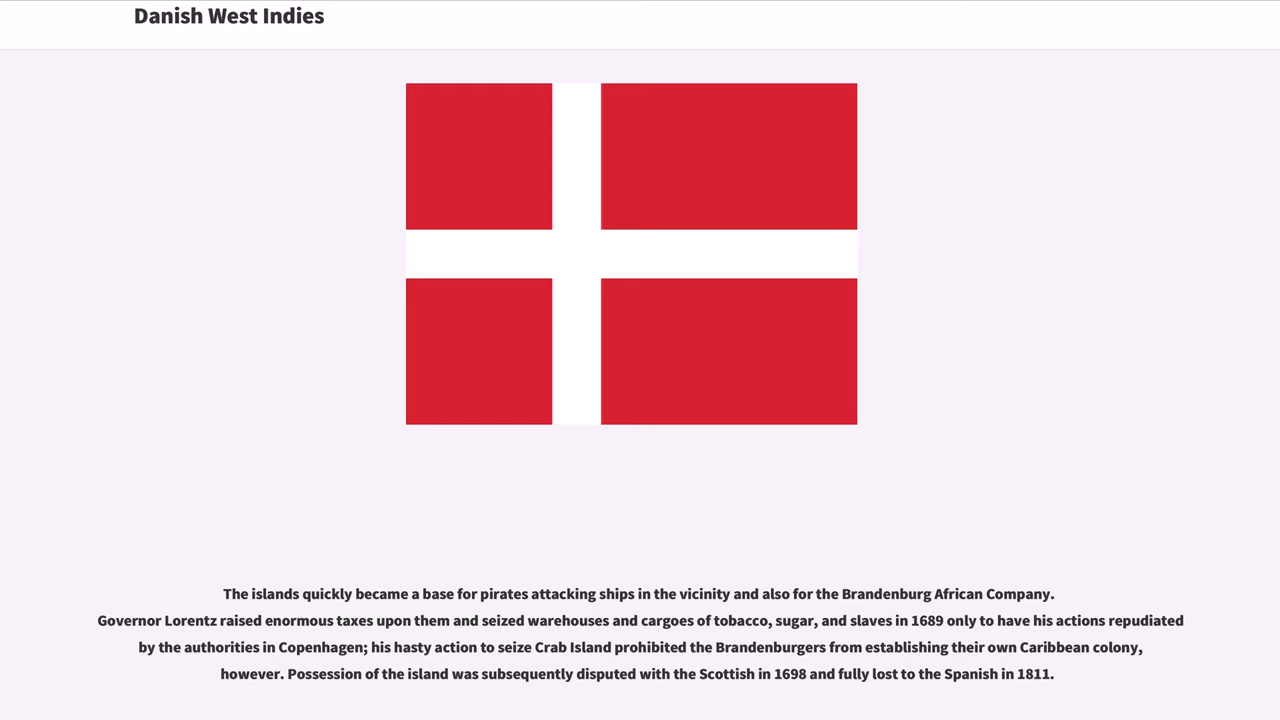 Danish West Indies
The islands quickly became a base for pirates attacking ships in the vicinity and also for the Brandenburg African Company.
Governor Lorentz raised enormous taxes upon them and seized warehouses and cargoes of tobacco, sugar, and slaves in 1689 only to have his actions repudiated
by the authorities in Copenhagen; his hasty action to seize Crab Island prohibited the Brandenburgers from establishing their own Caribbean colony,
however. Possession of the island was subsequently disputed with the Scottish in 1698 and fully lost to the Spanish in 1811.